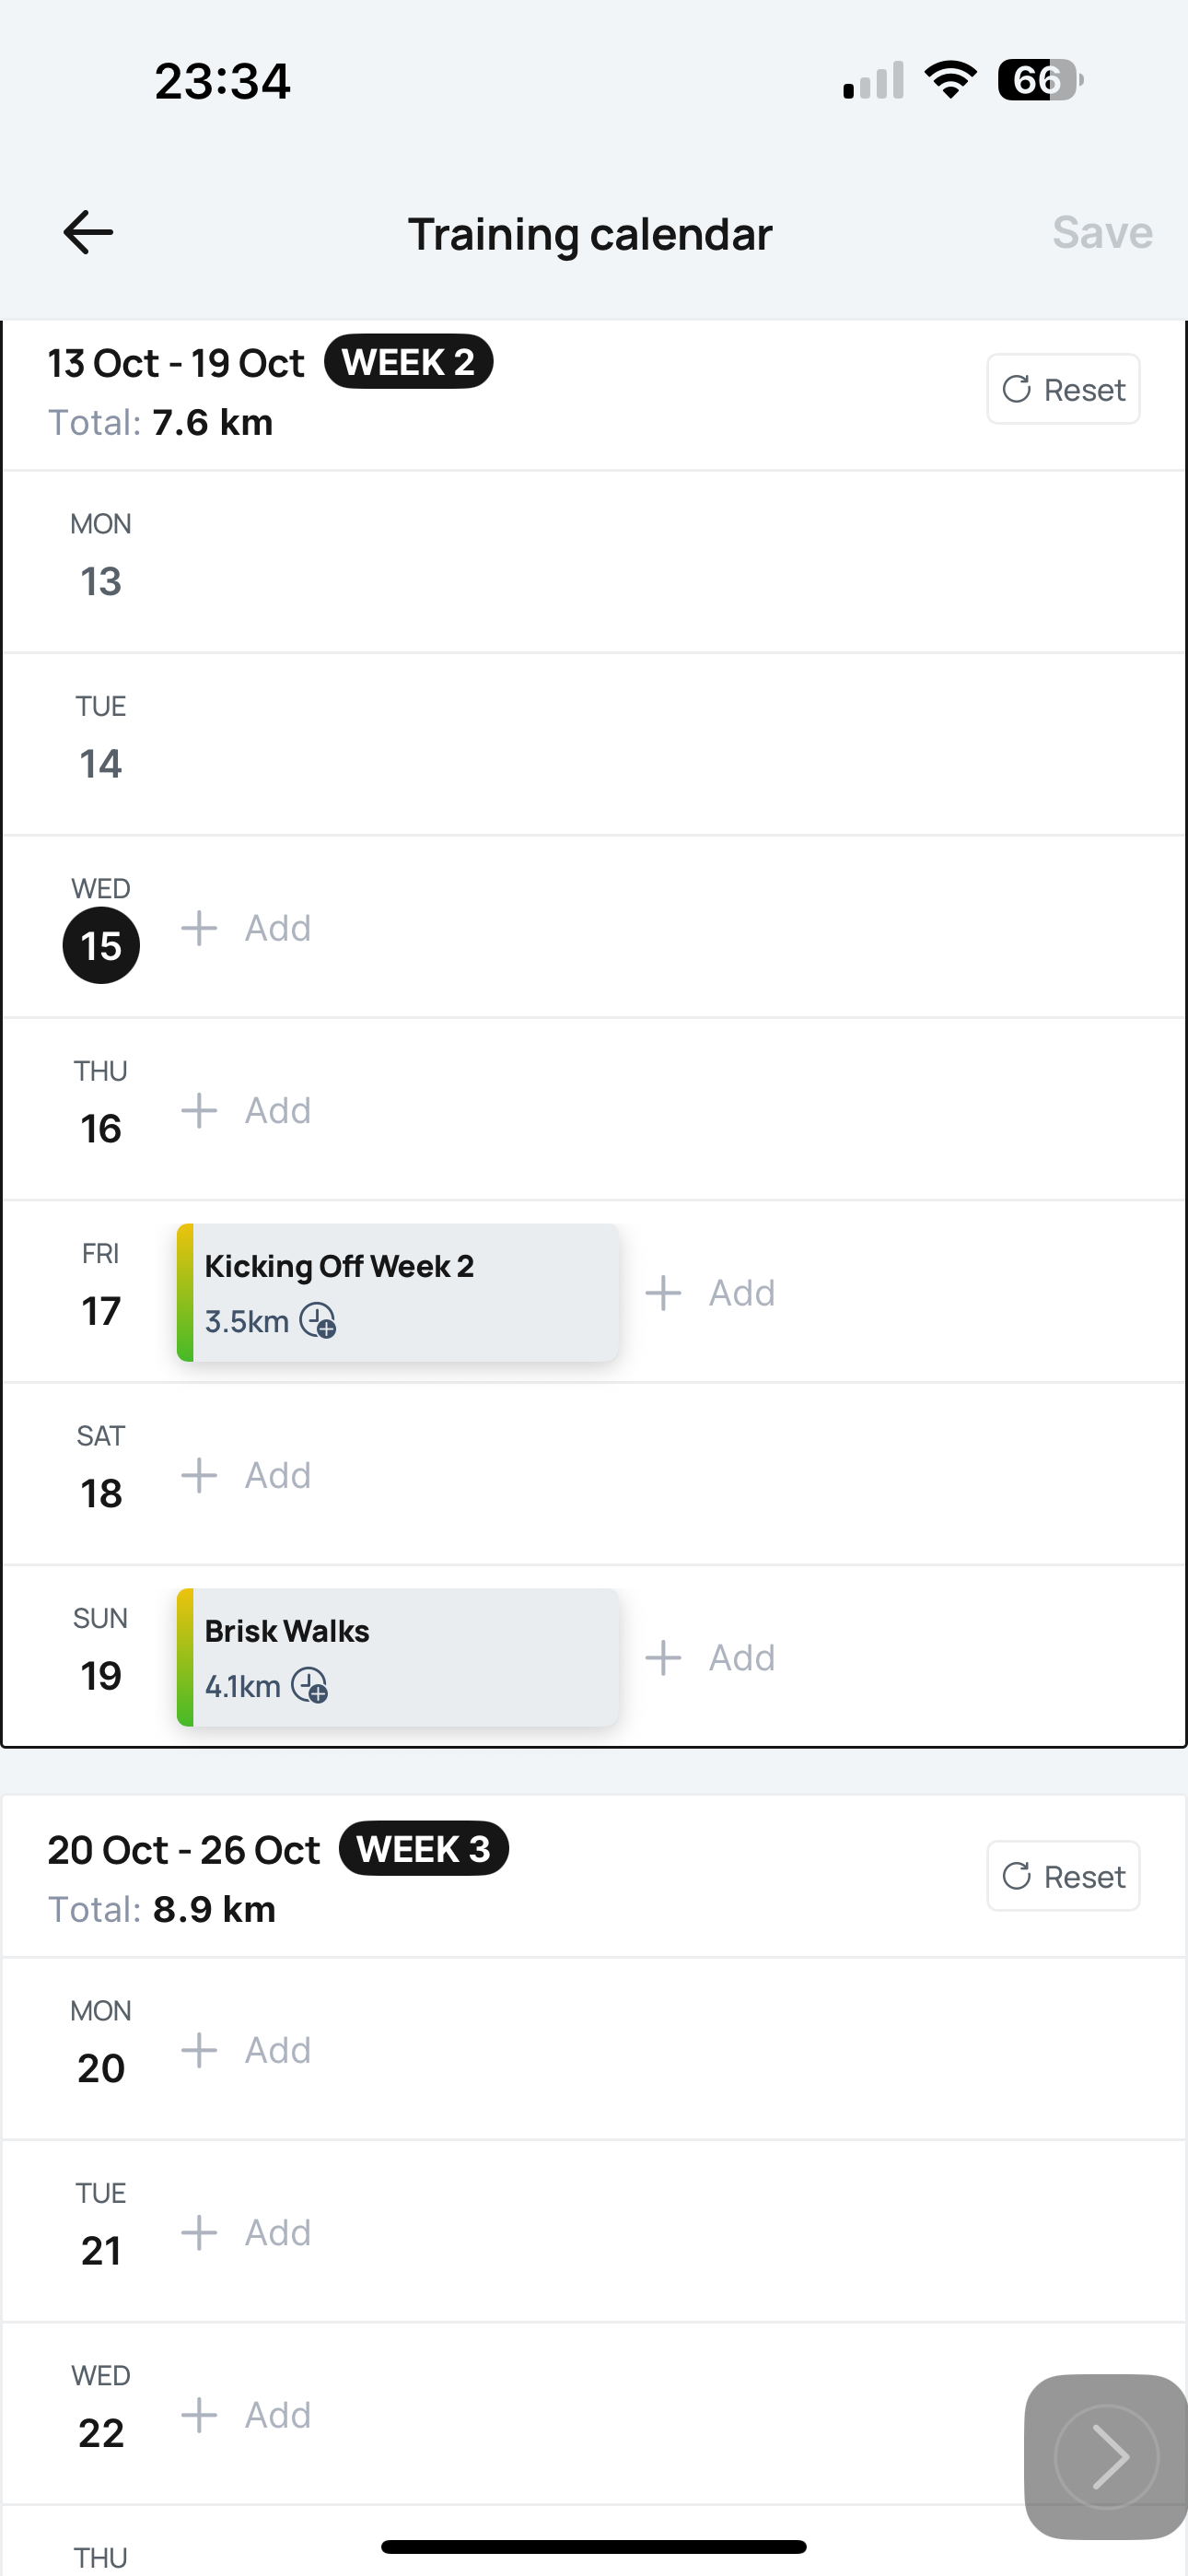 23:34
66
Training calendar
Save
13 Oct - 19 Oct WEEK 2
Total: 7.6 km
Reset
MON
13
TUE
14
WED
15
Add
THU
16
Add
FRI
17
Kicking Off Week 2
3.5km
Add
SAT
18
Add
SUN
19
Brisk Walks
4.1km
Add
20 Oct - 26 Oct WEEK 3
Total: 8.9 km
Reset
MON
20
Add
TUE
21
Add
WED
22
Add
THU